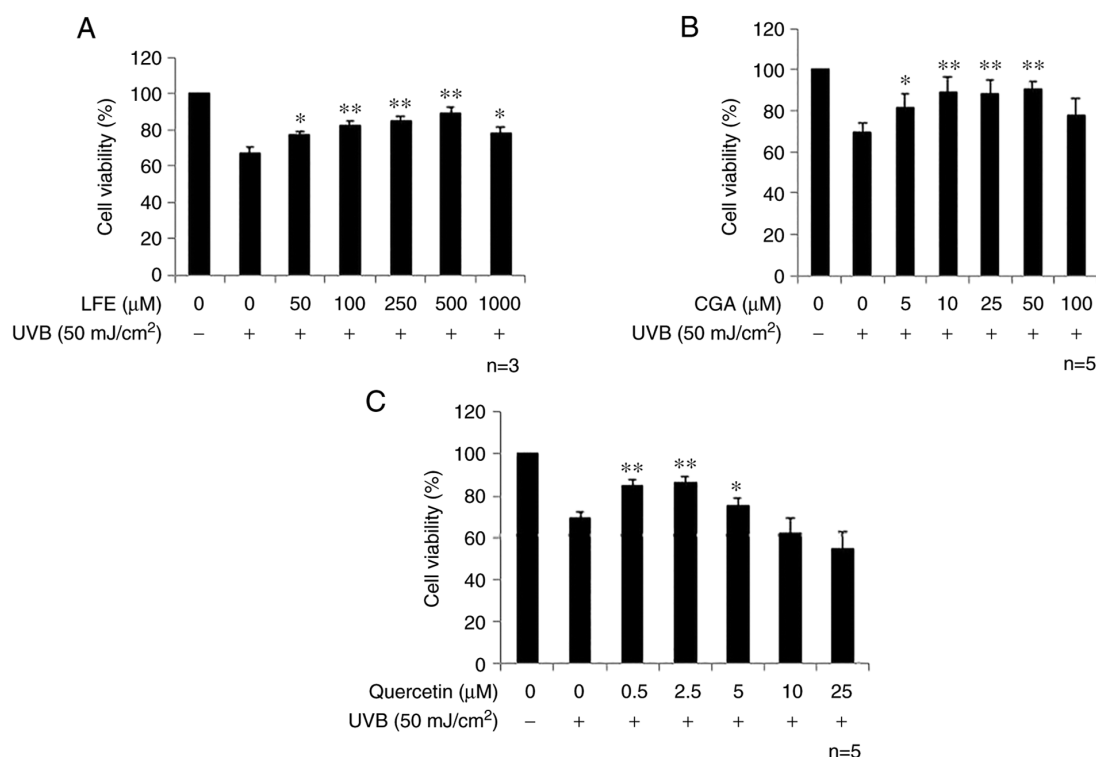 A
120
100
80
60
40
20
0
Cell viability (%)
* ** ** ** *
LFE (μM) 0 0 50 100 250 500 1000
UVB (50 mJ/cm²) − + + + + + +
n=3
B
120
100
80
60
40
20
0
Cell viability (%)
* ** ** **
CGA (μM) 0 0 5 10 25 50 100
UVB (50 mJ/cm²) − + + + + + +
n=5
C
120
100
80
60
40
20
0
Cell viability (%)
** ** *
Quercetin (μM) 0 0 0.5 2.5 5 10 25
UVB (50 mJ/cm²) − + + + + + +
n=5